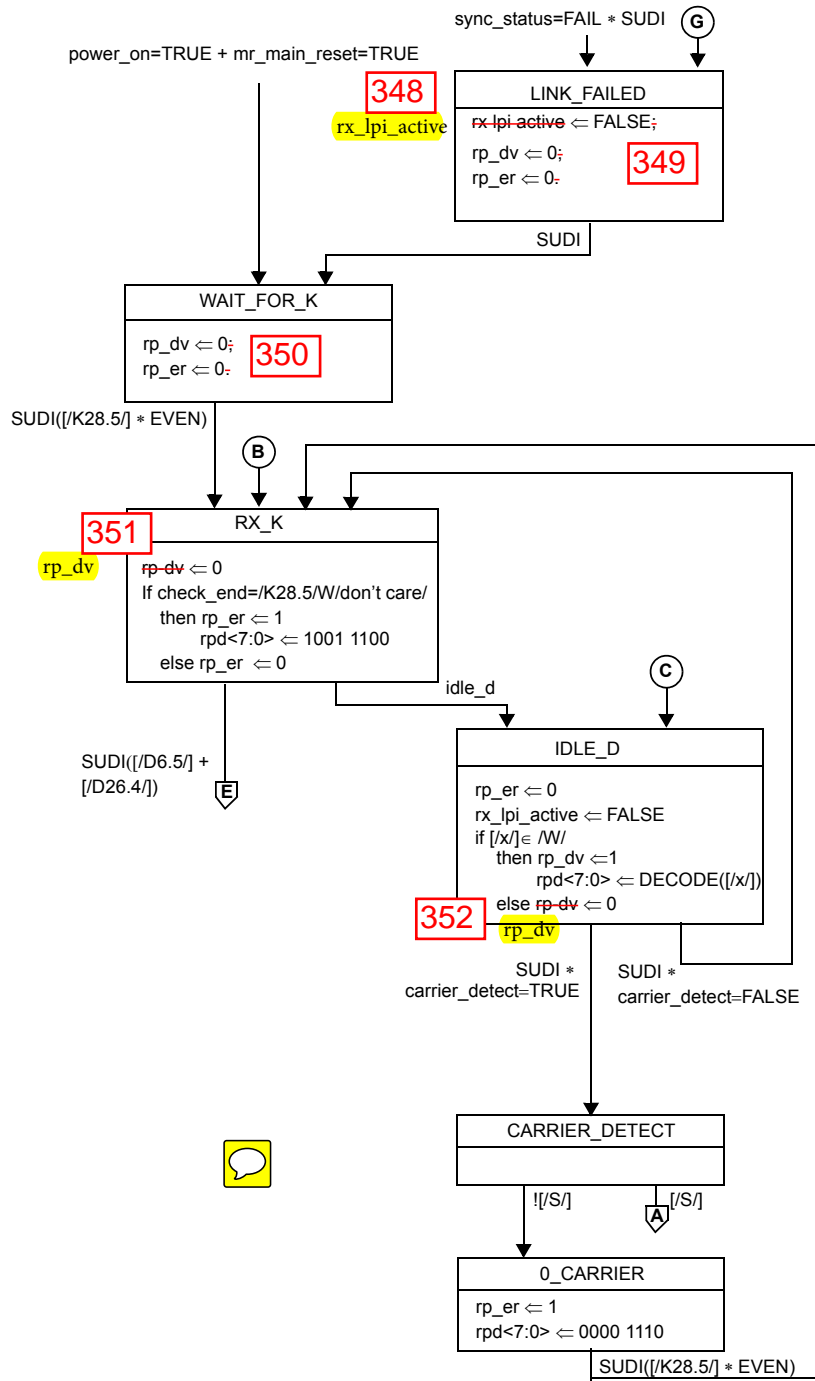 sync_status=FAIL ∗ SUDI
G
power_on=TRUE + mr_main_reset=TRUE
348
rx_lpi_active
LINK_FAILED
rx lpi active ⇐ FALSE;
rp_dv ⇐ 0;
rp_er ⇐ 0.
349
SUDI
WAIT_FOR_K
rp_dv ⇐ 0;
rp_er ⇐ 0.
350
SUDI([/K28.5/] ∗ EVEN)
B
351
rp_dv
RX_K
rp-dv ⇐ 0
If check_end=/K28.5/W/don't care/
then rp_er ⇐ 1
rpd<7:0> ⇐ 1001 1100
else rp_er ⇐ 0
idle_d
C
SUDI([/D6.5/] +
[/D26.4/])
E
IDLE_D
rp_er ⇐ 0
rx_lpi_active ⇐ FALSE
if [/x/]∈ /W/
then rp_dv ⇐1
rpd<7:0> ⇐ DECODE([/x/])
else rp-dv ⇐ 0
352
rp_dv
SUDI ∗
carrier_detect=TRUE
SUDI ∗
carrier_detect=FALSE
CARRIER_DETECT
![/S/]
A
[/S/]
0_CARRIER
rp_er ⇐ 1
rpd<7:0> ⇐ 0000 1110
SUDI([/K28.5/] ∗ EVEN)